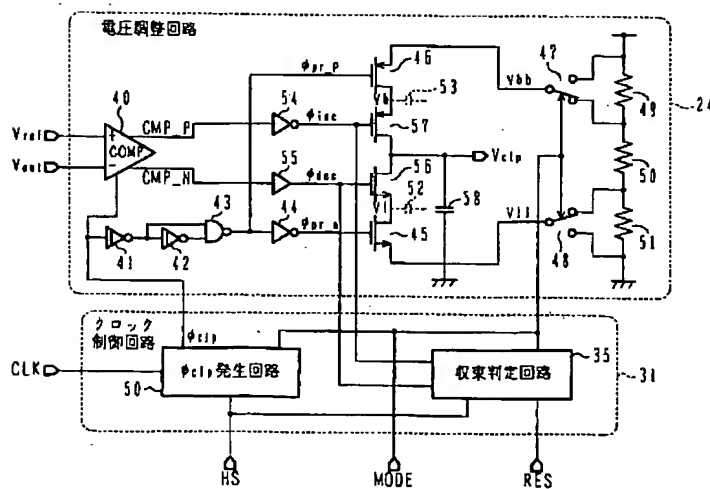 電圧調整回路
φpr_P
46
47
Vbb
53
Vh
40
54
CMP_P
φinc
57
49
24
Vref
Vout
+
COMP
-
Vclp
CMP_N
55
φdec
56
50
58
43
44
52
Vl
φpr_n
Vll
41
42
45
48
51
クロック
制御回路
φclp
35
CLK
φclp発生回路
収束判定回路
31
50
HS
MODE
RES